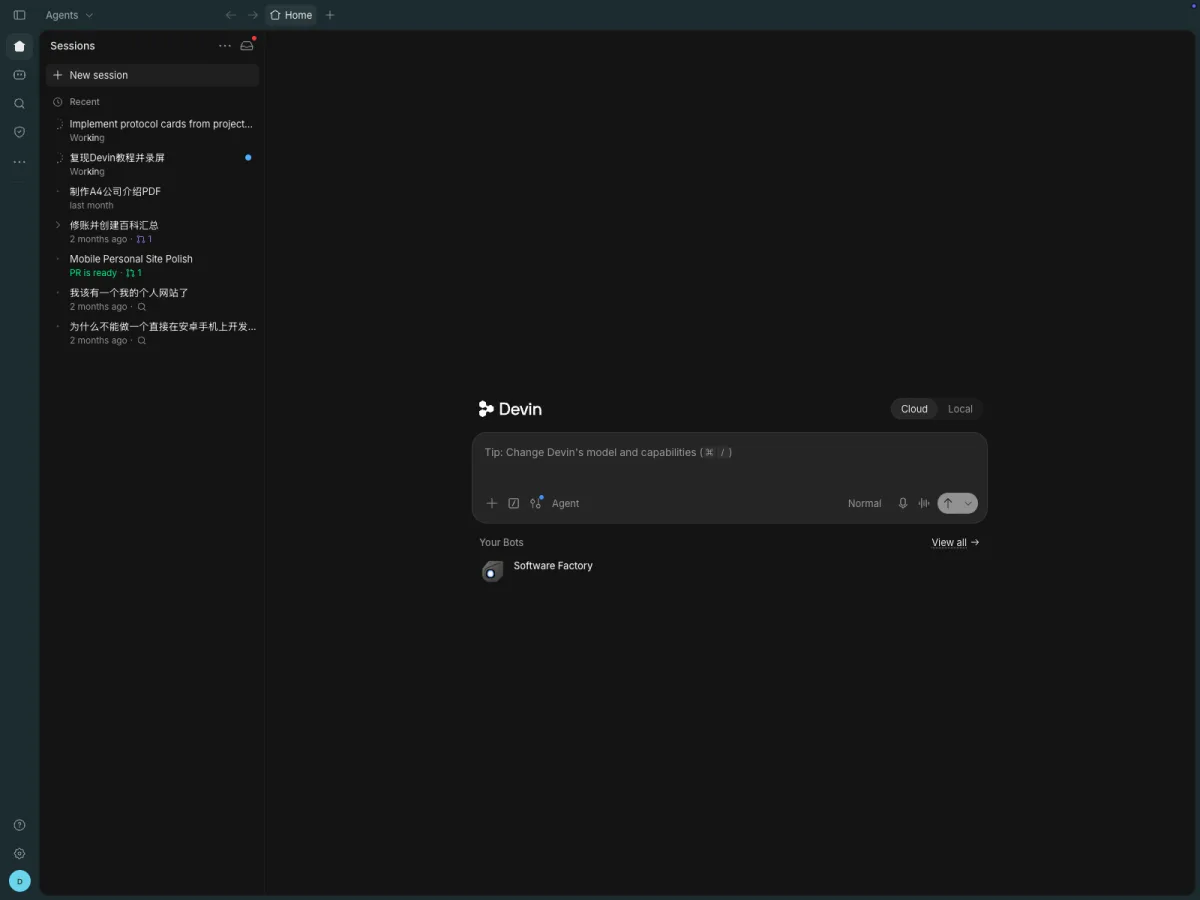 Agents
Home
Sessions
New session
Recent
Implement protocol cards from project...
Working
复现Devin教程并录屏
Working
制作A4公司介绍PDF
last month
修账并创建百科汇总
2 months ago · 1
Mobile Personal Site Polish
PR is ready · 1
我该有一个我的个人网站了
2 months ago ·
为什么不能做一个直接在安卓手机上开发...
2 months ago ·
Devin
Cloud
Local
Tip: Change Devin's model and capabilities (⌘ / )
Agent
Normal
Your Bots
View all →
Software Factory
D